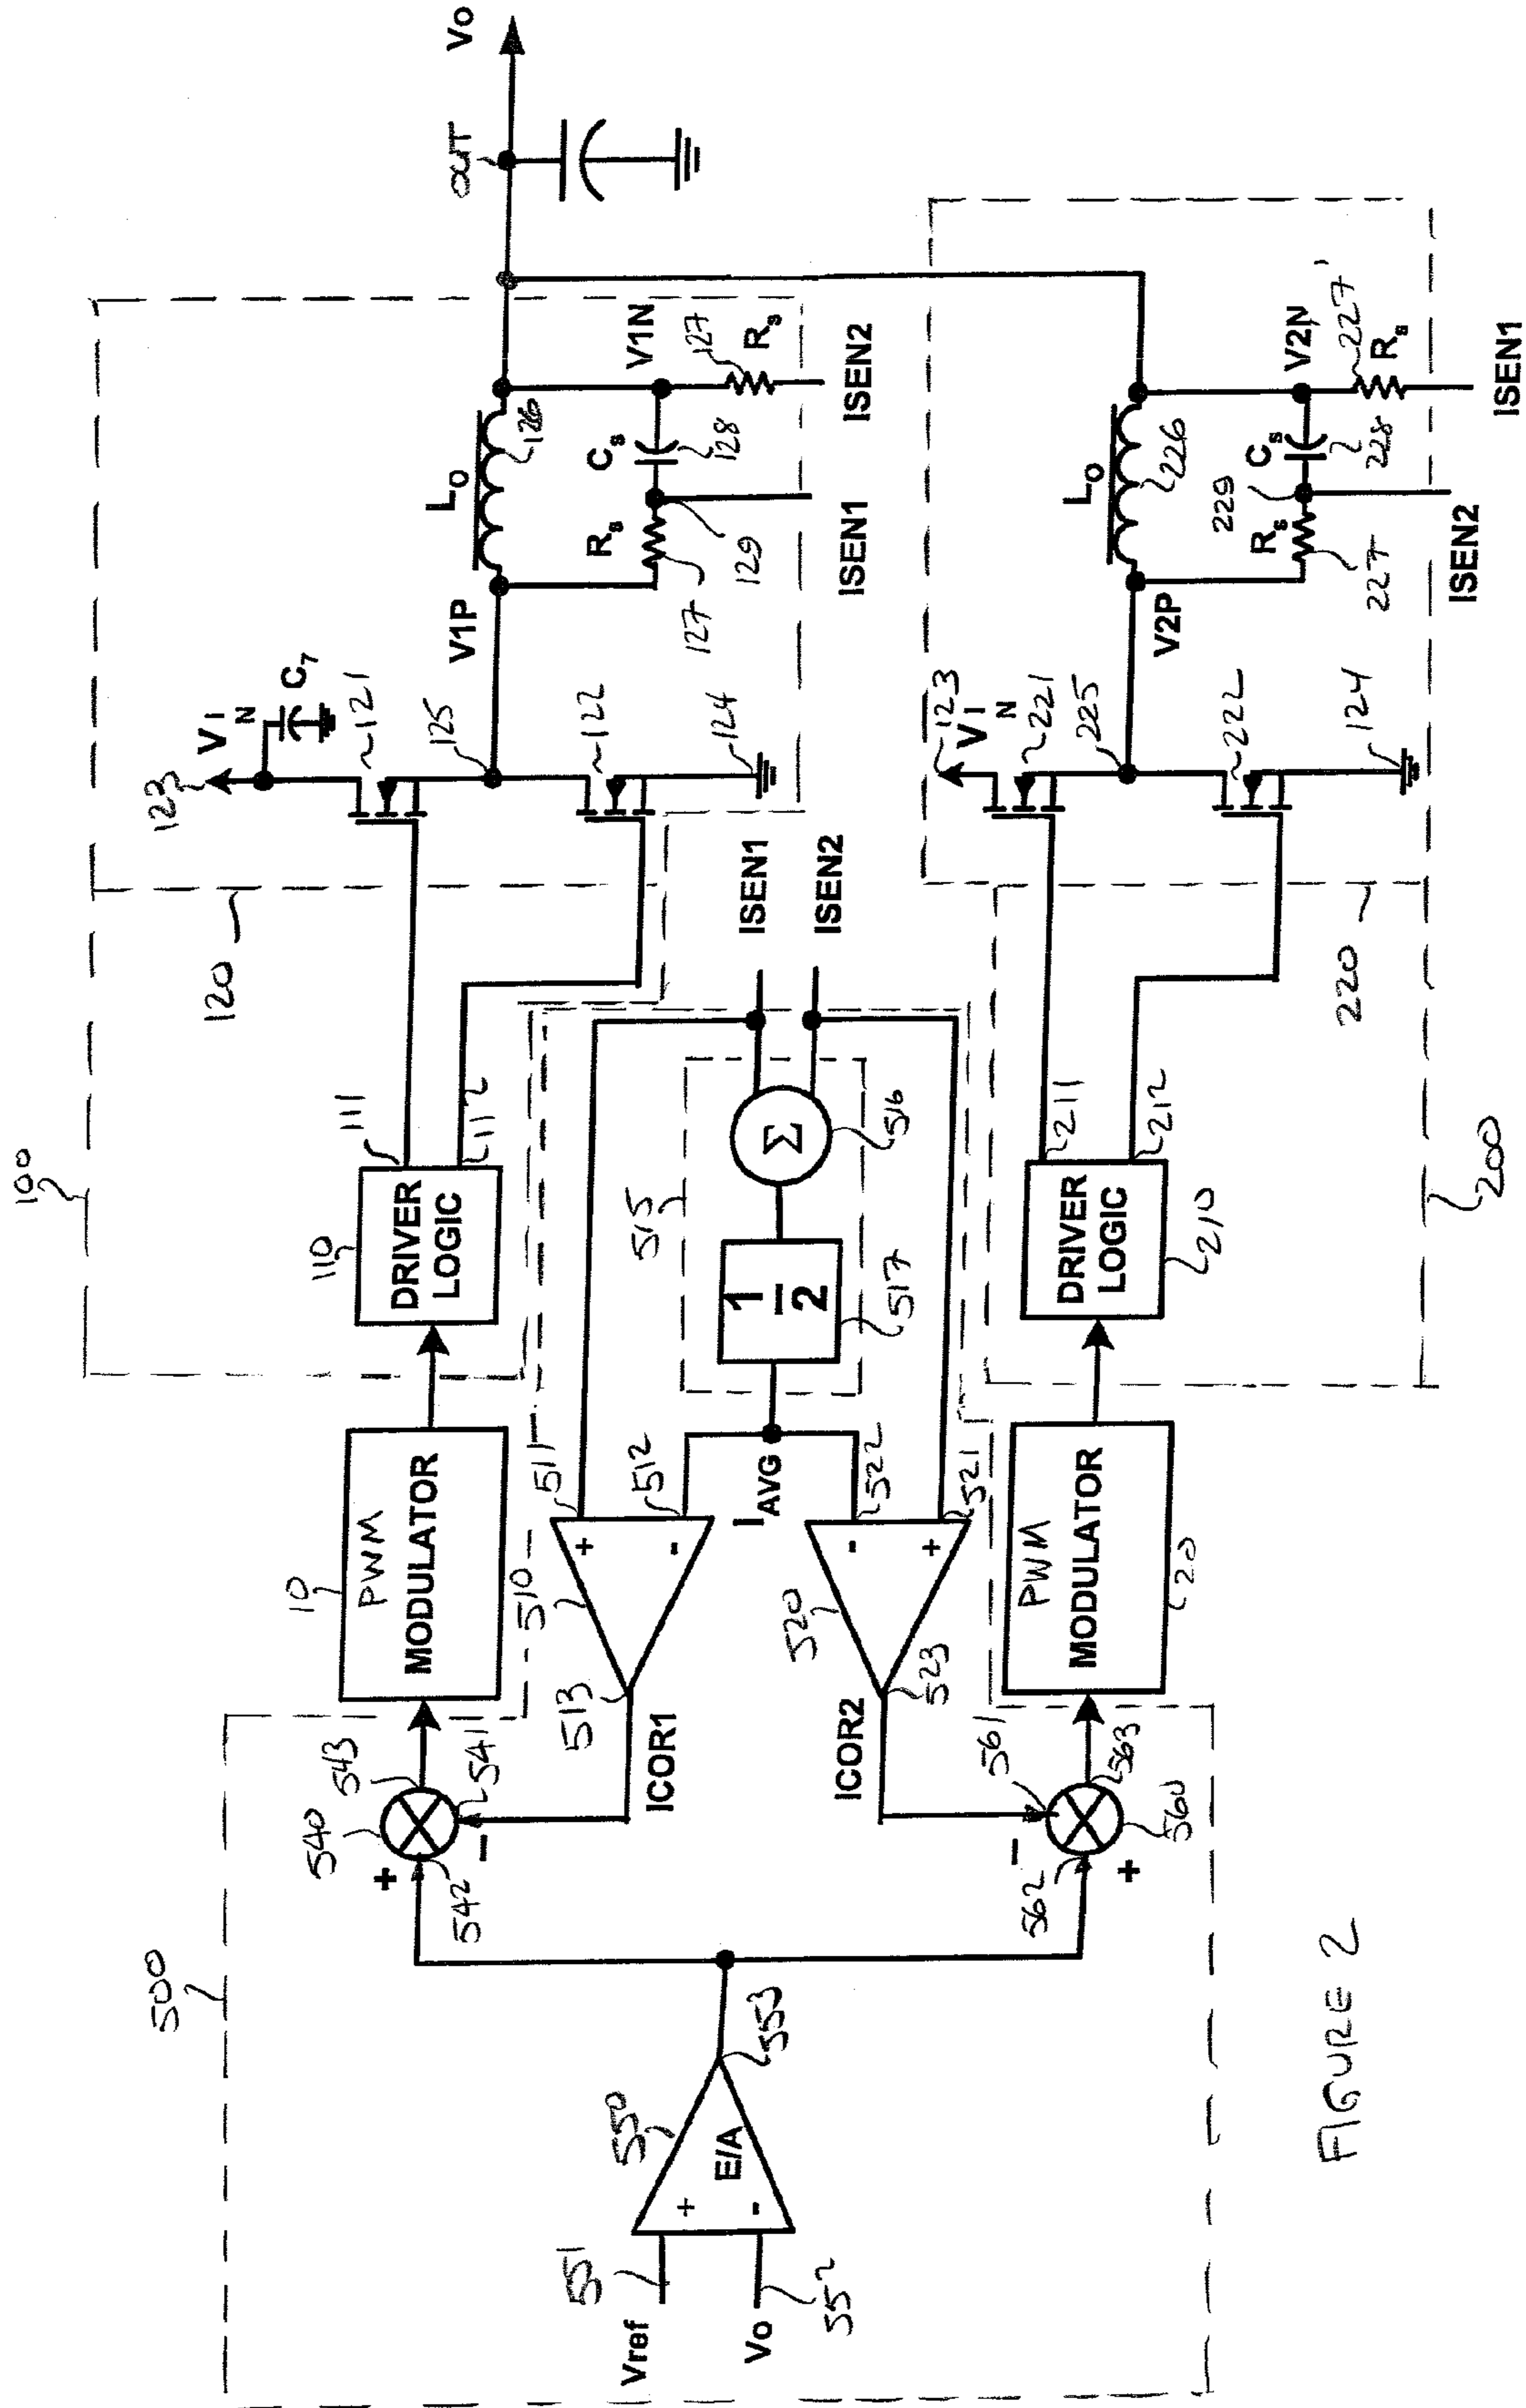 Vo
OUT
100
120
123
V I N
C7
121
125
V1P
122
124
LO
126
Rs
127
129
Cs
128
V1N
127
Rs
ISEN1
ISEN2
110
DRIVER LOGIC
111
112
10
PWM MODULATOR
500
540
543
541
542
+
−
ICOR1
513
510
511
512
+
-
IAVG
515
1/2
517
Σ
516
ISEN1
ISEN2
520
522
521
-
+
523
ICOR2
550
E/A
+
-
551
Vref
Vo
552
553
561
562
563
560
−
+
PWM MODULATOR
20
DRIVER LOGIC
210
211
212
200
220
123
V I N
221
225
V2P
222
124
LO
226
229
Rs
227
Cs
228
V2N
227'
Rs
ISEN2
ISEN1
FIGURE 2